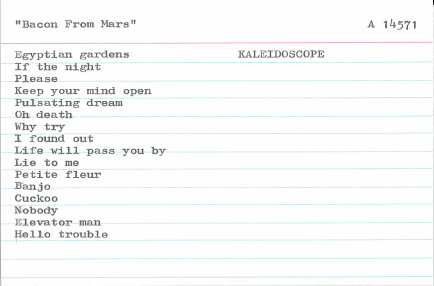 "Bacon From Mars" A 14571
Egyptian gardens KALEIDOSCOPE
If the night
Please
Keep your mind open
Pulsating dream
Oh death
Why try
I found out
Life will pass you by
Lie to me
Petite fleur
Banjo
Cuckoo
Nobody
Elevator man
Hello trouble